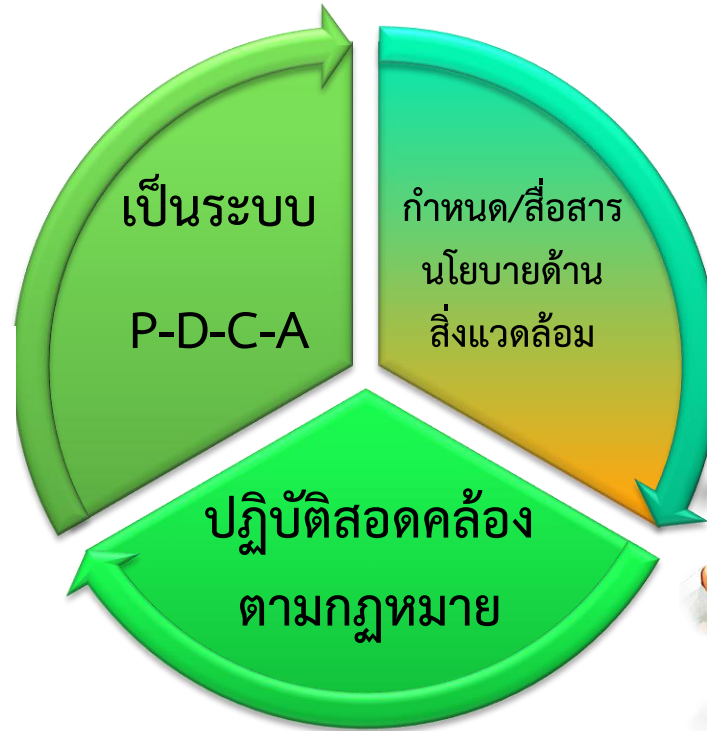 เป็นระบบ
P-D-C-A
กำหนด/สื่อสาร
นโยบายด้าน
สิ่งแวดล้อม
ปฏิบัติสอดคล้อง
ตามกฎหมาย